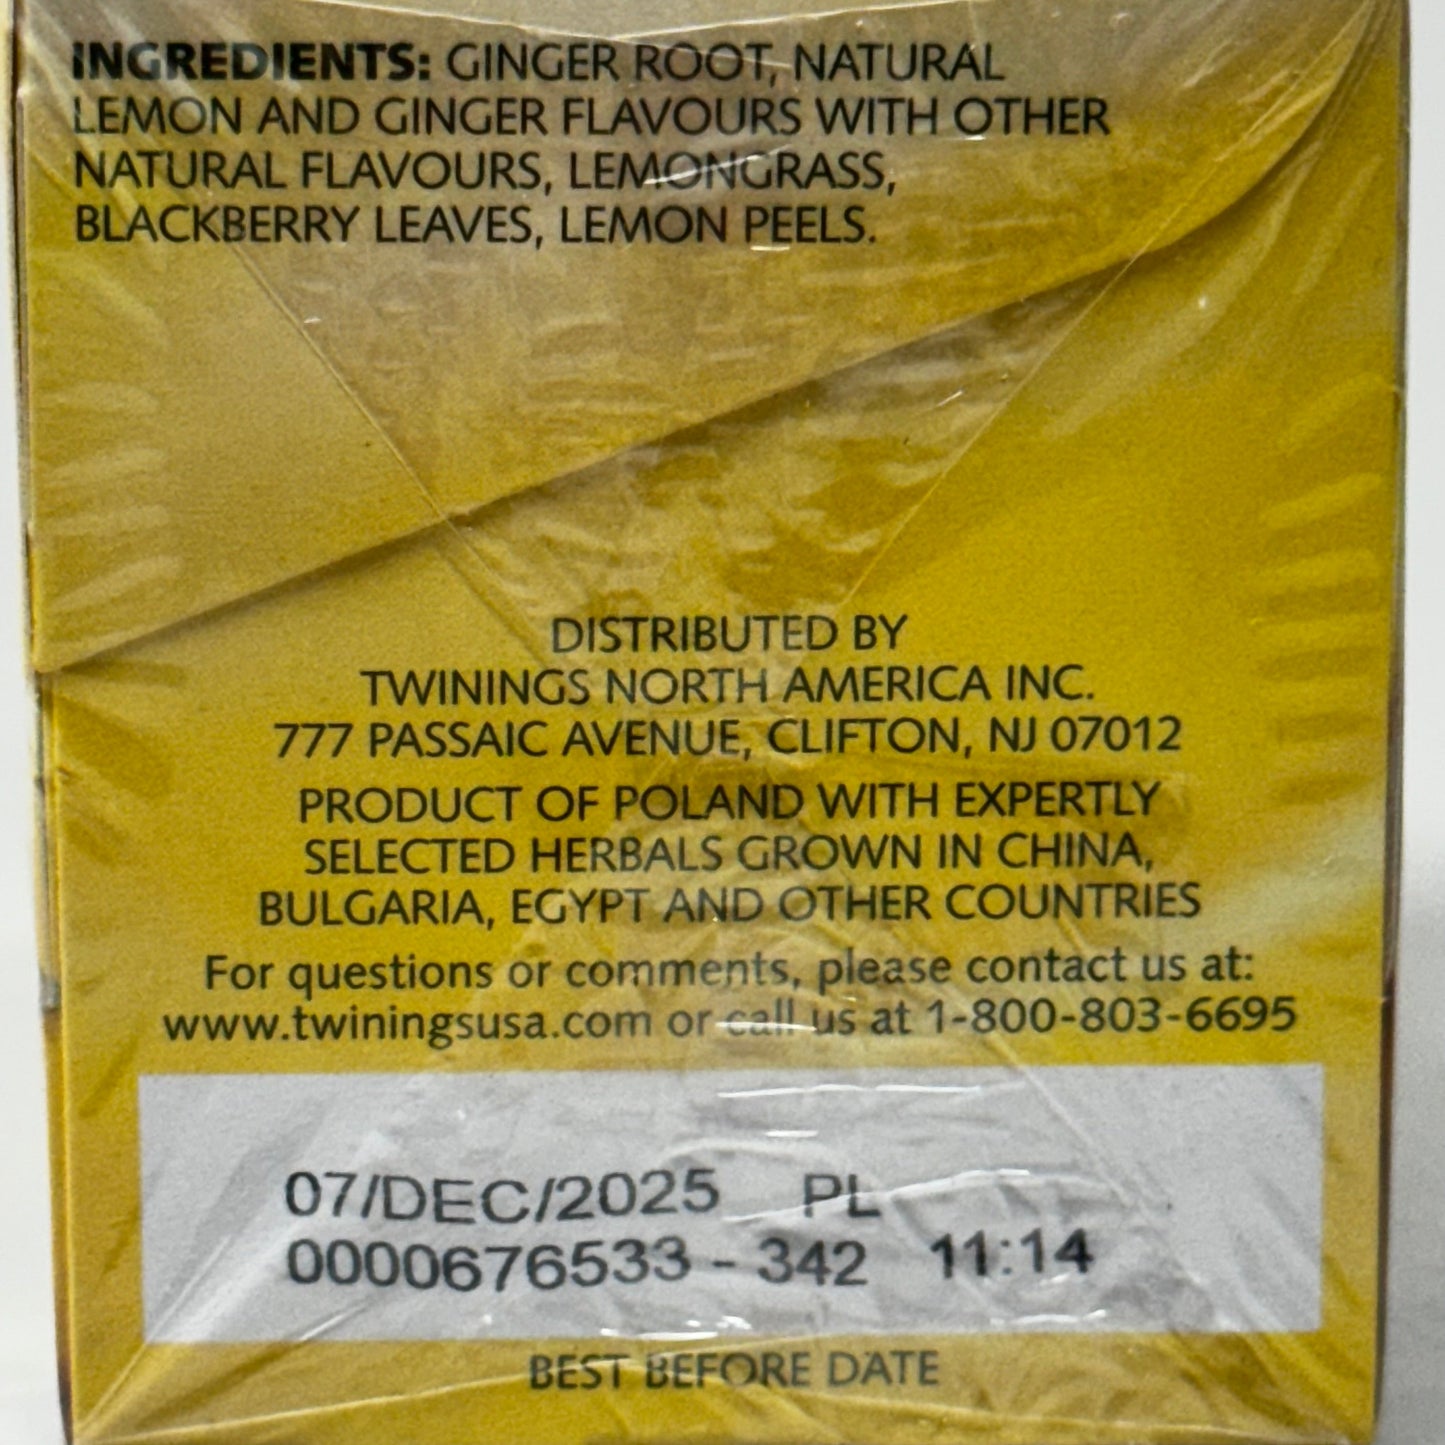 INGREDIENTS: GINGER ROOT, NATURAL
LEMON AND GINGER FLAVOURS WITH OTHER
NATURAL FLAVOURS, LEMONGRASS,
BLACKBERRY LEAVES, LEMON PEELS.
DISTRIBUTED BY
TWININGS NORTH AMERICA INC.
777 PASSAIC AVENUE, CLIFTON, NJ 07012
PRODUCT OF POLAND WITH EXPERTLY
SELECTED HERBALS GROWN IN CHINA,
BULGARIA, EGYPT AND OTHER COUNTRIES
For questions or comments, please contact us at:
www.twiningsusa.com or call us at 1-800-803-6695
07/DEC/2025 PL
0000676533 - 342 11:14
BEST BEFORE DATE